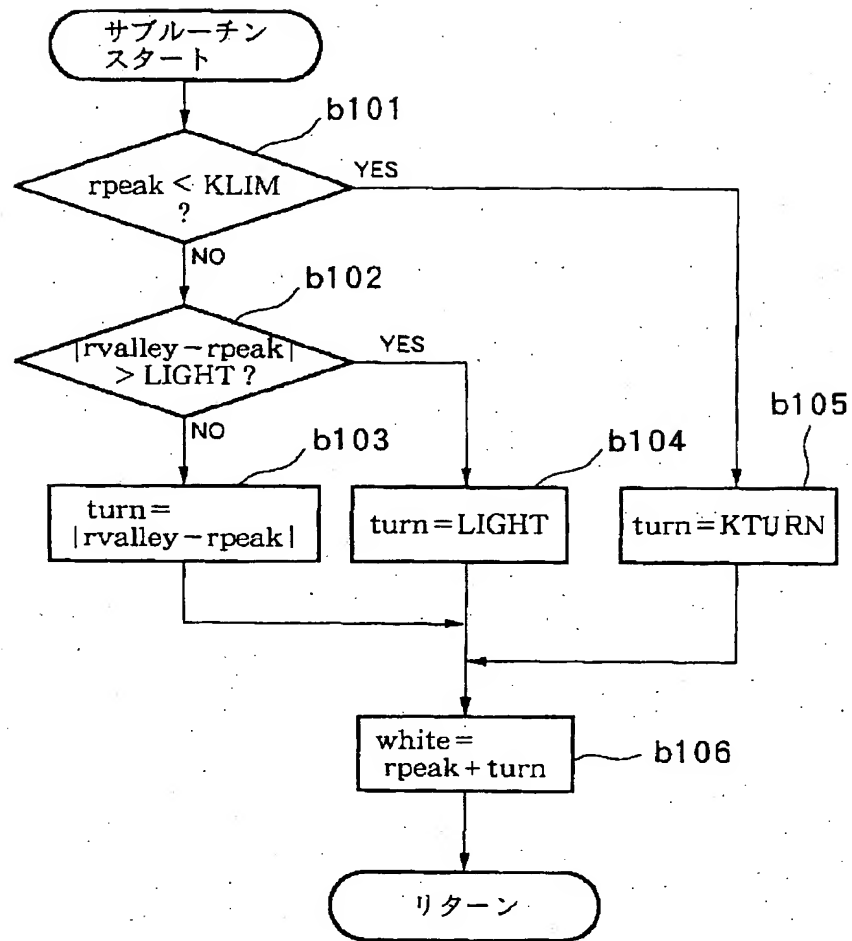 サブルーチン
スタート
b101
rpeak < KLIM
?
YES
NO
b102
|rvalley−rpeak|
> LIGHT ?
YES
NO
b103
turn=
|rvalley−rpeak|
b104
turn=LIGHT
b105
turn=KTURN
white=
rpeak+turn
b106
リターン